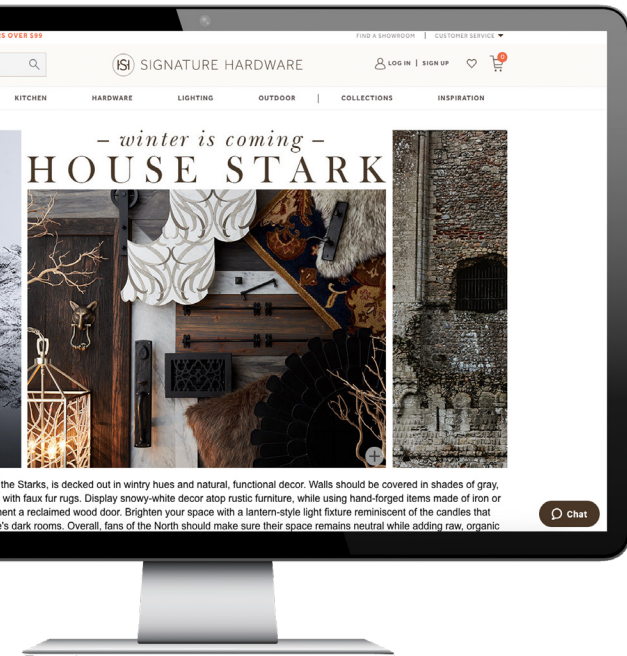 S OVER $99
FIND A SHOWROOM | CUSTOMER SERVICE
SH SIGNATURE HARDWARE
LOG IN | SIGN UP
0
KITCHEN HARDWARE LIGHTING OUTDOOR | COLLECTIONS INSPIRATION
– winter is coming –
HOUSE STARK
the Starks, is decked out in wintry hues and natural, functional decor. Walls should be covered in shades of gray,
with faux fur rugs. Display snowy-white decor atop rustic furniture, while using hand-forged items made of iron or
ent a reclaimed wood door. Brighten your space with a lantern-style light fixture reminiscent of the candles that
e's dark rooms. Overall, fans of the North should make sure their space remains neutral while adding raw, organic
Chat